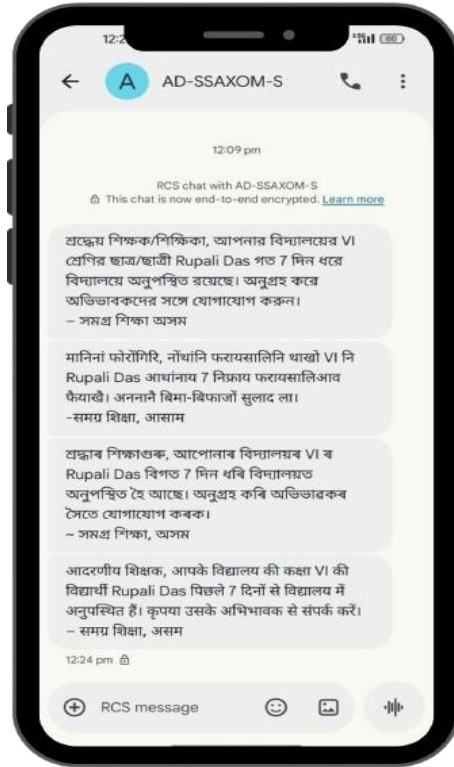 12:2
60
A AD-SSAXOM-S
12:09 pm
RCS chat with AD-SSAXOM-S
This chat is now end-to-end encrypted. Learn more
শ্রদ্ধেয় শিক্ষক/শিক্ষিকা, আপনার বিদ্যালয়ের VI
শ্রেণির ছাত্র/ছাত্রী Rupali Das গত 7 দিন ধরে
বিদ্যালয়ে অনুপস্থিত রয়েছে। অনুগ্রহ করে
অভিভাবকদের সঙ্গে যোগাযোগ করুন।
– সমগ্র শিক্ষা অসম
मानिनां फोरोंगिरि, नोंथांनि फरायसालिनि थाखो VI नि
Rupali Das आथांनाय 7 निफ्राय फरायसालिआव
फैयाखै। अननानै बिमा-बिफाजों सुलाद ला।
-समग्र शिक्षा, आसाम
শ্রদ্ধাৰ শিক্ষাগুৰু, আপোনাৰ বিদ্যালয়ৰ VI ৰ
Rupali Das বিগত 7 দিন ধৰি বিদ্যালয়ত
অনুপস্থিত হৈ আছে। অনুগ্ৰহ কৰি অভিভাৱকৰ
সৈতে যোগাযোগ কৰক।
~ সমগ্ৰ শিক্ষা, অসম
आदरणीय शिक्षक, आपके विद्यालय की कक्षा VI की
विद्यार्थी Rupali Das पिछले 7 दिनों से विद्यालय में
अनुपस्थित हैं। कृपया उसके अभिभावक से संपर्क करें।
– समग्र शिक्षा, असम
12:24 pm
RCS message